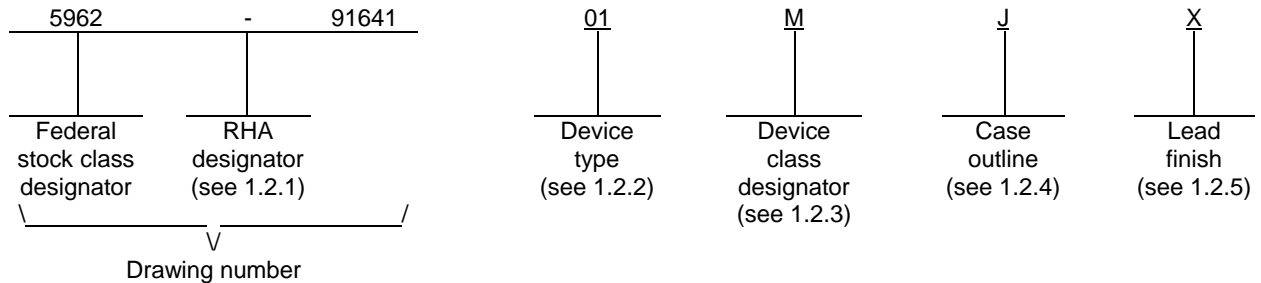 5962 - 91641 01 M J X
Federal stock class designator
RHA designator (see 1.2.1)
Device type (see 1.2.2)
Device class designator (see 1.2.3)
Case outline (see 1.2.4)
Lead finish (see 1.2.5)
\ / 
\/
Drawing number